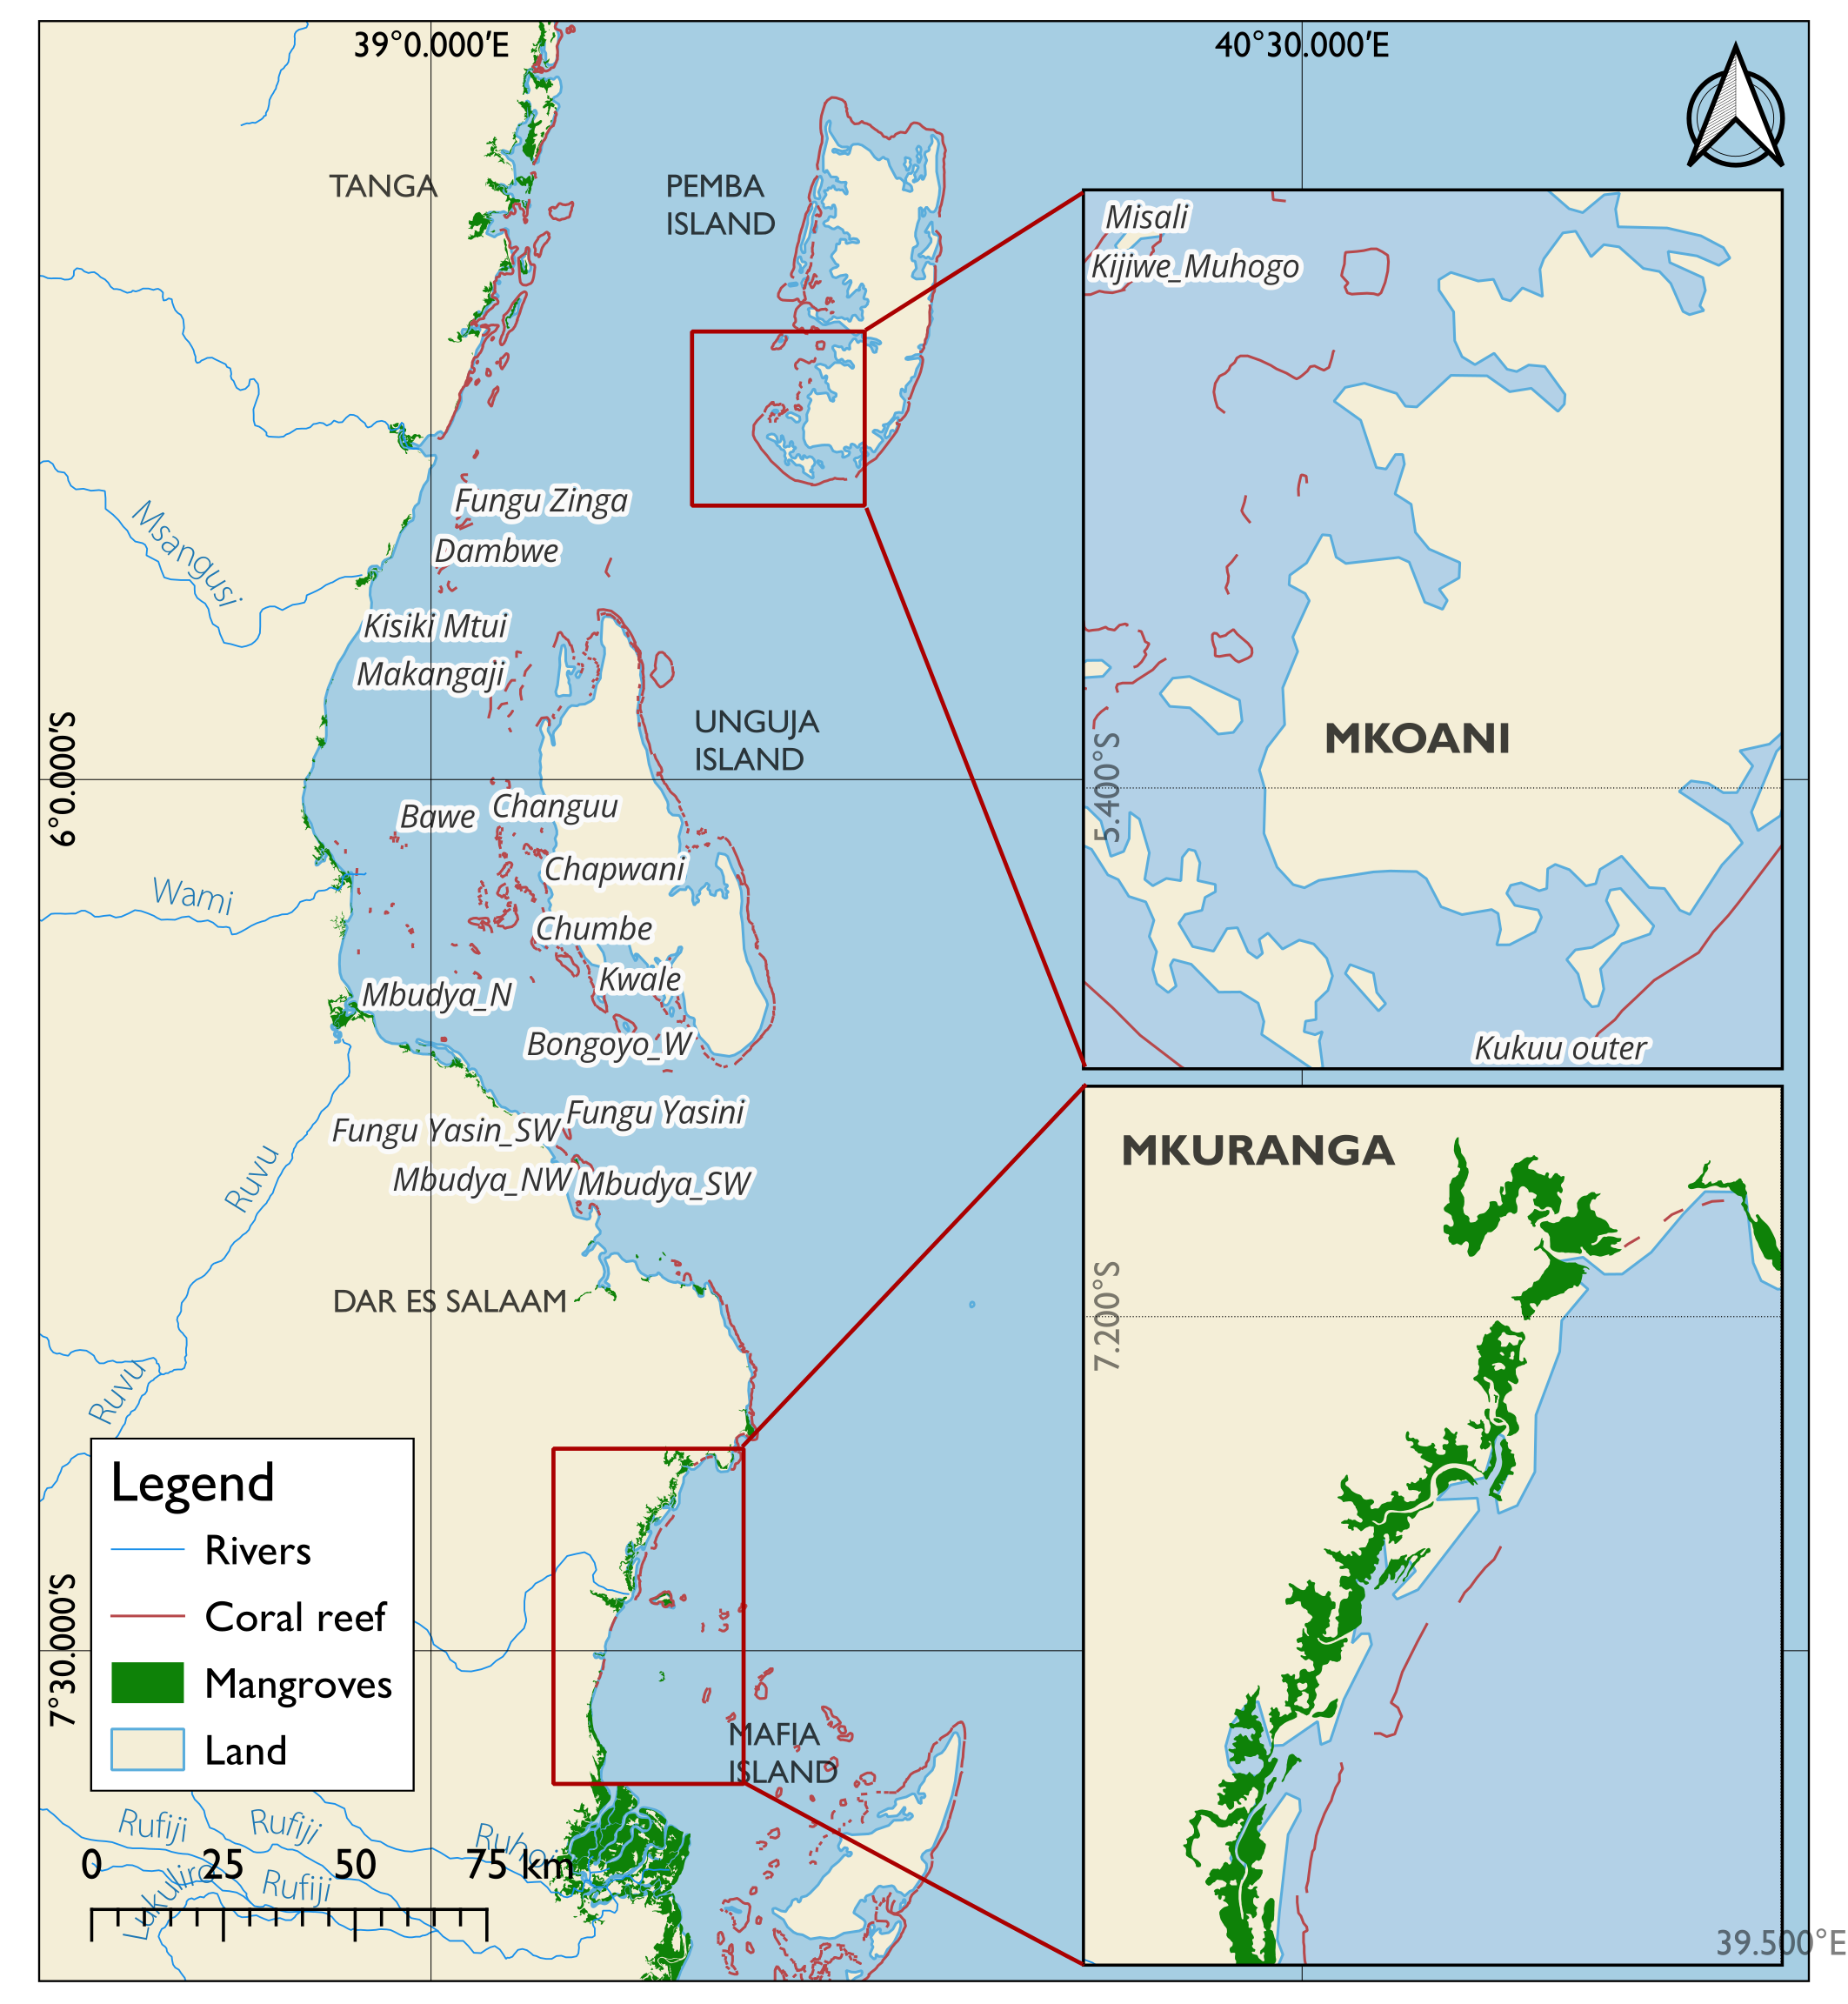 39°0.000'E
40°30.000'E
TANGA
PEMBA
ISLAND
Misali
Kijiwe_Muhogo
Fungu Zinga
Msangusi
Dambwe
Kisiki Mtui
Makangaji
UNGUJA
ISLAND
MKOANI
6°0.000'S
5.400°S
Bawe
Changuu
Chapwani
Wami
Chumbe
Kwale
Mbudya_N
Bongoyo_W
Kukuu outer
Fungu Yasini
Fungu Yasin_SW
MKURANGA
Ruvu
Mbudya_NW
Mbudya_SW
DAR ES SALAAM
7.200°S
Ruvu
Legend
Rivers
Coral reef
Mangroves
Land
7°30.000'S
MAFIA
ISLAND
Rufiji
Rufiji
Ruhoi
0 25 50 75 km
Rufiji
39.500°E